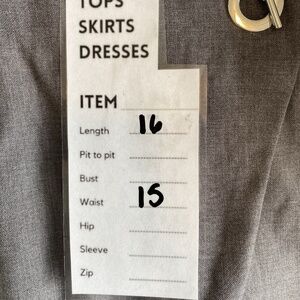 TOPS
SKIRTS
DRESSES
ITEM
Length 16
Pit to pit
Bust
Waist 15
Hip
Sleeve
Zip